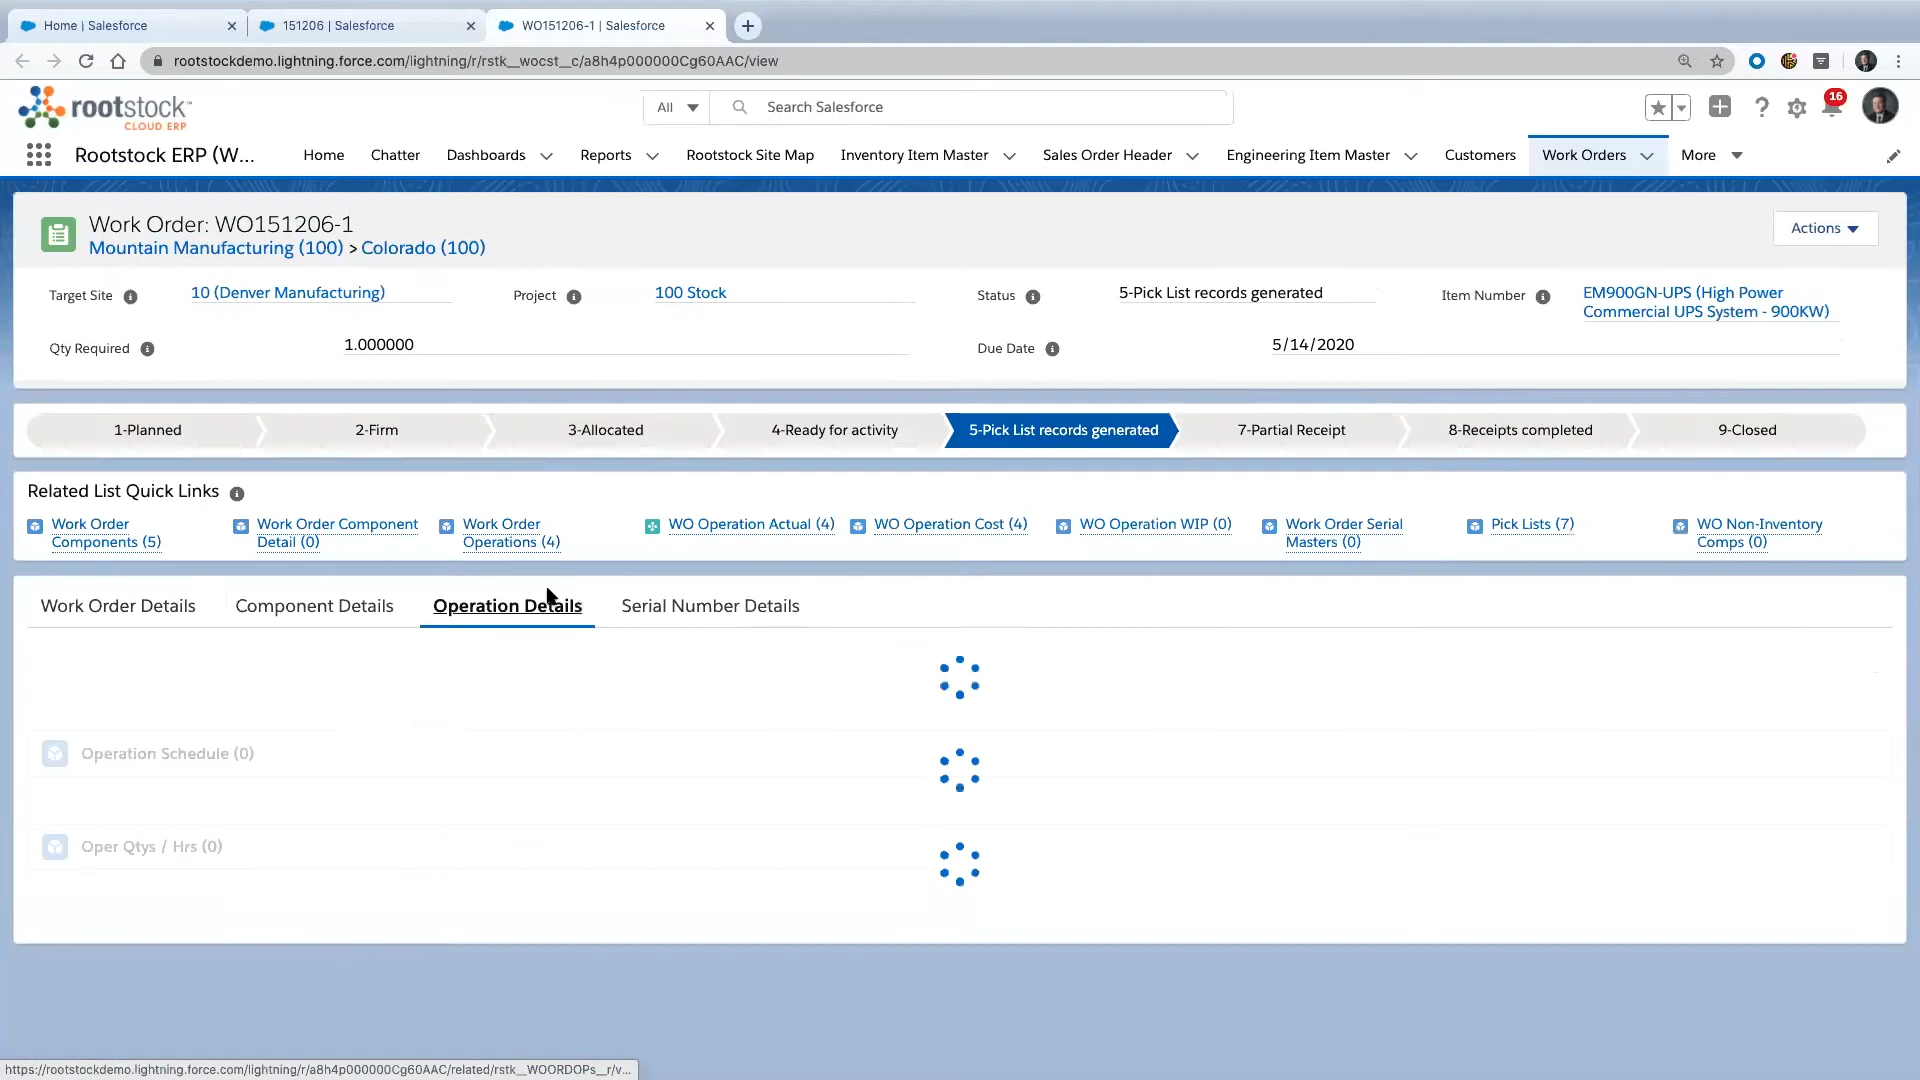 Home | Salesforce
151206 | Salesforce
WO151206-1 | Salesforce
rootstockdemo.lightning.force.com/lightning/r/rstk__wocst__c/a8h4p000000Cg60AAC/view
rootstock
CLOUD ERP
All
Search Salesforce
16
Rootstock ERP (W...
Home
Chatter
Dashboards
Reports
Rootstock Site Map
Inventory Item Master
Sales Order Header
Engineering Item Master
Customers
Work Orders
More
Work Order: WO151206-1
Mountain Manufacturing (100) > Colorado (100)
Actions
Target Site
10 (Denver Manufacturing)
Project
100 Stock
Status
5-Pick List records generated
Item Number
EM900GN-UPS (High Power
Commercial UPS System - 900KW)
Qty Required
1.000000
Due Date
5/14/2020
1-Planned
2-Firm
3-Allocated
4-Ready for activity
5-Pick List records generated
7-Partial Receipt
8-Receipts completed
9-Closed
Related List Quick Links
Work Order
Components (5)
Work Order Component
Detail (0)
Work Order
Operations (4)
WO Operation Actual (4)
WO Operation Cost (4)
WO Operation WIP (0)
Work Order Serial
Masters (0)
Pick Lists (7)
WO Non-Inventory
Comps (0)
Work Order Details
Component Details
Operation Details
Serial Number Details
Operation Schedule (0)
Oper Qtys / Hrs (0)
https://rootstockdemo.lightning.force.com/lightning/r/a8h4p000000Cg60AAC/related/rstk__WOORDOPs__r/v...